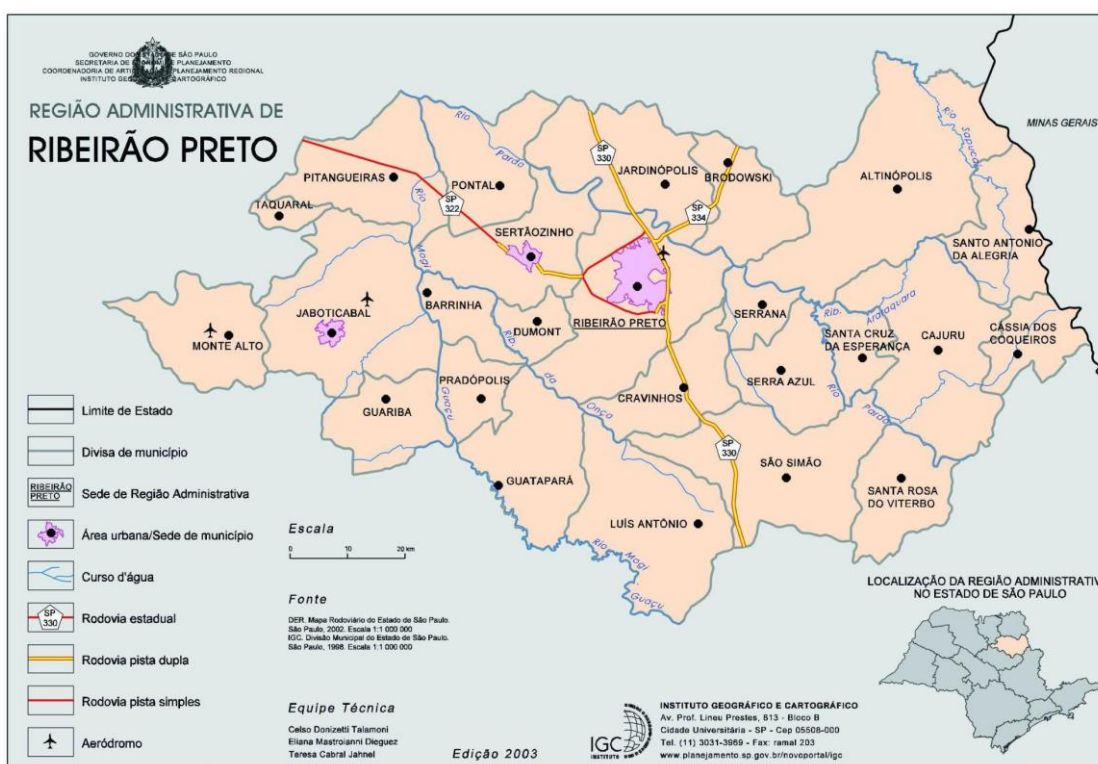 GOVERNO DO ESTADO DE SÃO PAULO
SECRETARIA DE ECONOMIA E PLANEJAMENTO
COORDENADORIA DE PLANEJAMENTO REGIONAL
INSTITUTO GEOGRÁFICO CARTOGRÁFICO
REGIÃO ADMINISTRATIVA DE
RIBEIRÃO PRETO
MINAS GERAIS
Rio
Pardo
SP
330
JARDINÓPOLIS
BRODOWSKI
Rio Sapucaí
PITANGUEIRAS
PONTAL
ALTINÓPOLIS
TAQUARAL
Rio
SP
322
SP
334
SERTÃOZINHO
SANTO ANTONIO
DA ALEGRIA
Mogi
JABOTICABAL
BARRINHA
RIBEIRÃO PRETO
SERRANA
Rib.
Araraquara
MONTE ALTO
Rib.
DUMONT
SANTA CRUZ
DA ESPERANÇA
CAJURU
CÁSSIA DOS
COQUEIROS
PRADÓPOLIS
da
SERRA AZUL
Rio
GUARIBA
Guaçu
Onça
CRAVINHOS
Pardo
SP
330
GUATAPARÁ
SÃO SIMÃO
SANTA ROSA
DO VITERBO
LUÍS ANTÔNIO
Rio
Mogi
Guaçu
Limite de Estado
Divisa de município
RIBEIRÃO
PRETO
Sede de Região Administrativa
Área urbana/Sede de município
Curso d'água
SP
330
Rodovia estadual
Rodovia pista dupla
Rodovia pista simples
Aeródromo
Escala
0 10 20 km
Fonte
DER. Mapa Rodoviário do Estado de São Paulo.
São Paulo, 2002. Escala 1:1 000 000
IGC. Divisão Municipal do Estado de São Paulo.
São Paulo, 1998. Escala 1:1 000 000
Equipe Técnica
Celso Donizetti Talamoni
Eliana Mastroianni Dieguez
Teresa Cabral Jahnel
Edição 2003
IGC
INSTITUTO
INSTITUTO GEOGRÁFICO E CARTOGRÁFICO
Av. Prof. Lineu Prestes, 813 - Bloco B
Cidade Universitária - SP - Cep 05508-000
Tel. (11) 3031-3969 - Fax: ramal 203
www.planejamento.sp.gov.br/novoportal/igc
LOCALIZAÇÃO DA REGIÃO ADMINISTRATIV
NO ESTADO DE SÃO PAULO